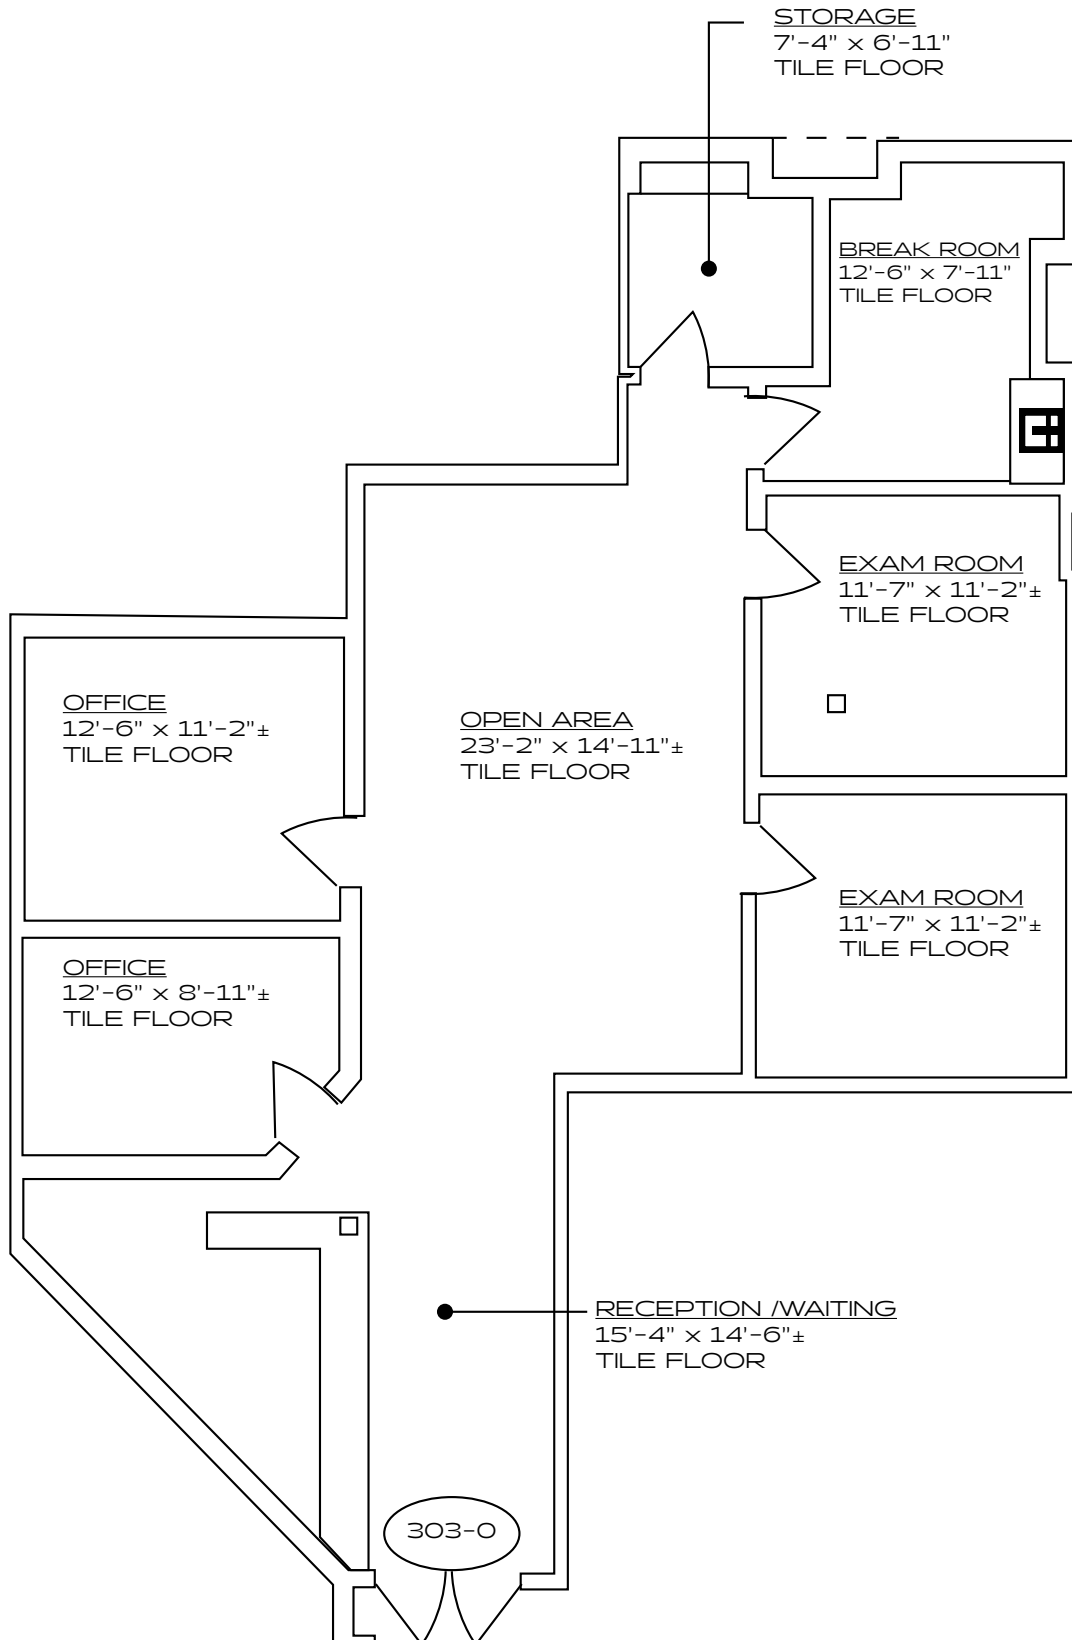 STORAGE
7'-4" x 6'-11"
TILE FLOOR
BREAK ROOM
12'-6" x 7'-11"
TILE FLOOR
EXAM ROOM
11'-7" x 11'-2"±
TILE FLOOR
OFFICE
12'-6" x 11'-2"±
TILE FLOOR
OPEN AREA
23'-2" x 14'-11"±
TILE FLOOR
EXAM ROOM
11'-7" x 11'-2"±
TILE FLOOR
OFFICE
12'-6" x 8'-11"±
TILE FLOOR
RECEPTION /WAITING
15'-4" x 14'-6"±
TILE FLOOR
303-0